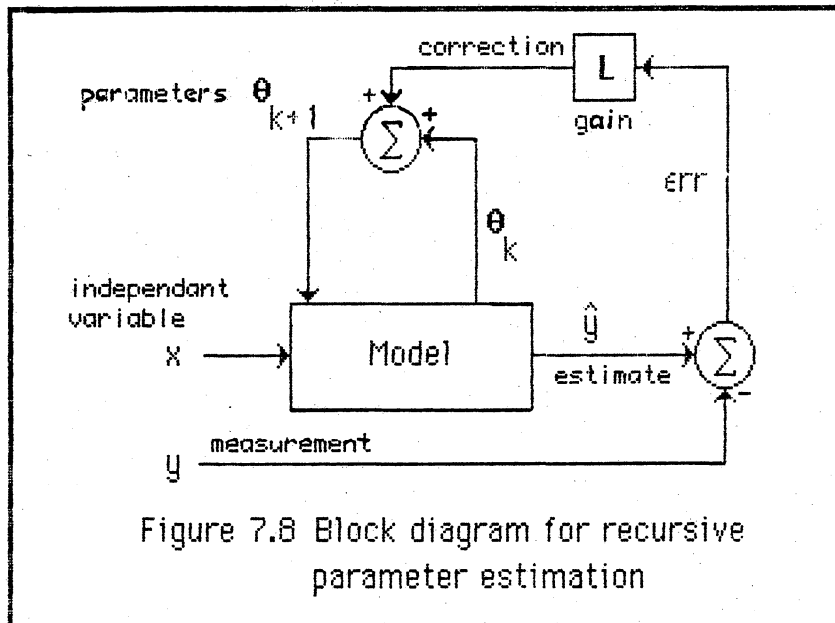 correction
L
gain
parameters θ
k+1
+
+
Σ
err
θ
k
independant
variable
x
Model
ŷ
estimate
+
Σ
-
y
measurement
Figure 7.8 Block diagram for recursive
parameter estimation